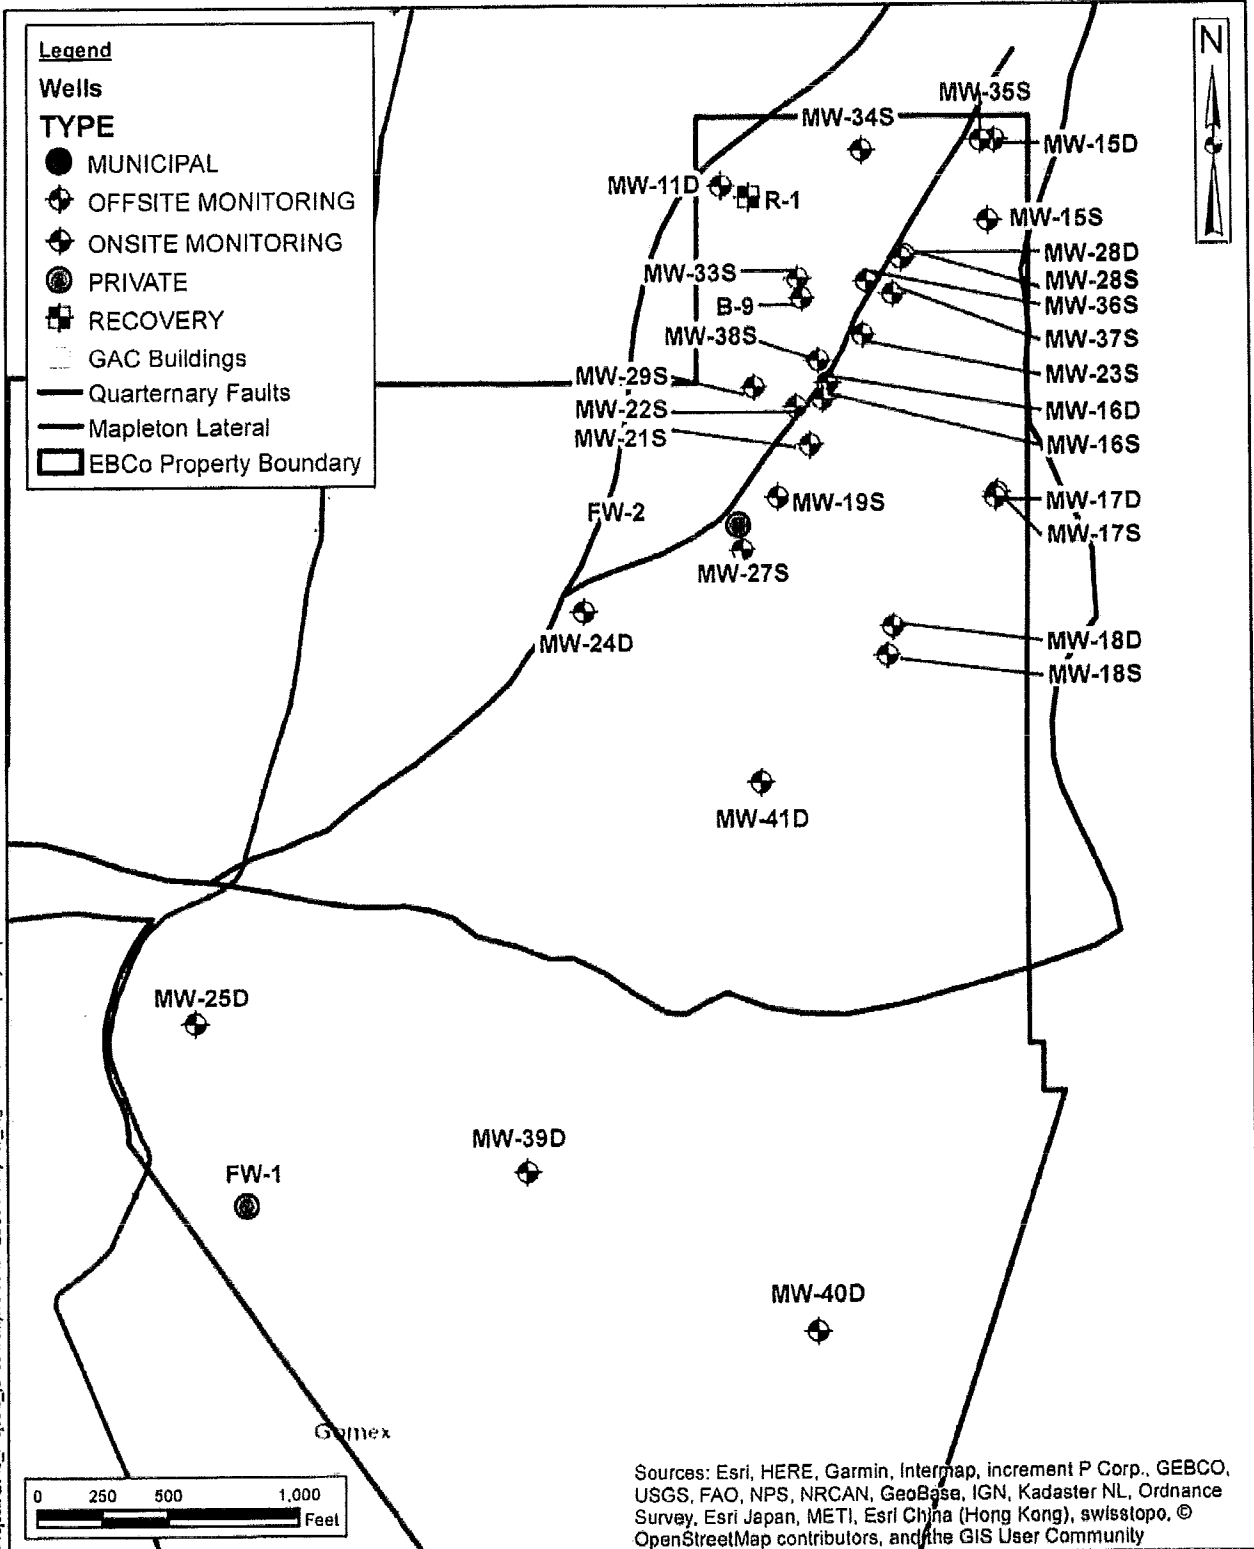 Legend
Wells
TYPE
MUNICIPAL
OFFSITE MONITORING
ONSITE MONITORING
PRIVATE
RECOVERY
GAC Buildings
Quarternary Faults
Mapleton Lateral
EBCo Property Boundary
N
MW-35S
MW-34S
MW-15D
MW-11D
R-1
MW-15S
MW-28D
MW-33S
MW-28S
B-9
MW-36S
MW-38S
MW-37S
MW-29S
MW-23S
MW-22S
MW-16D
MW-21S
MW-16S
MW-19S
MW-17D
FW-2
MW-17S
MW-27S
MW-24D
MW-18D
MW-18S
MW-41D
MW-25D
MW-39D
FW-1
MW-40D
Gomex
0 250 500 1,000
Feet
Sources: Esri, HERE, Garmin, Intermap, increment P Corp., GEBCO,
USGS, FAO, NPS, NRCAN, GeoBase, IGN, Kadaster NL, Ordnance
Survey, Esri Japan, METI, Esri China (Hong Kong), swisstopo, ©
OpenStreetMap contributors, and the GIS User Community